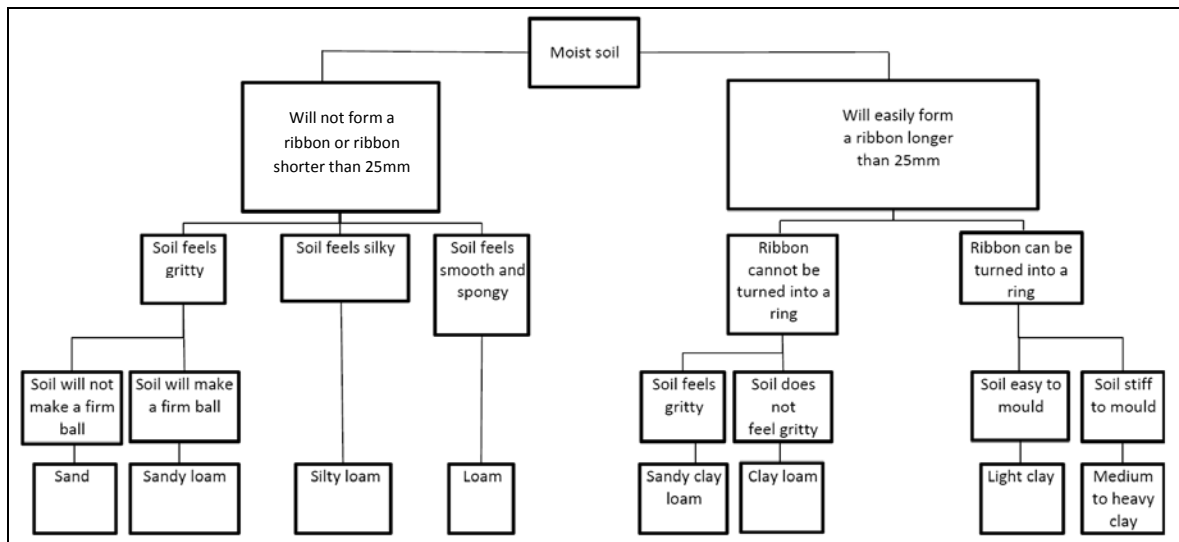 Moist soil
Will not form a
ribbon or ribbon
shorter than 25mm
Will easily form
a ribbon longer
than 25mm
Soil feels
gritty
Soil feels silky
Soil feels
smooth and
spongy
Ribbon
cannot be
turned into a
ring
Ribbon can be
turned into a
ring
Soil will not
make a firm
ball
Soil will make
a firm ball
Soil feels
gritty
Soil does
not
feel gritty
Soil easy to
mould
Soil stiff
to mould
Sand
Sandy loam
Silty loam
Loam
Sandy clay
loam
Clay loam
Light clay
Medium
to heavy
clay